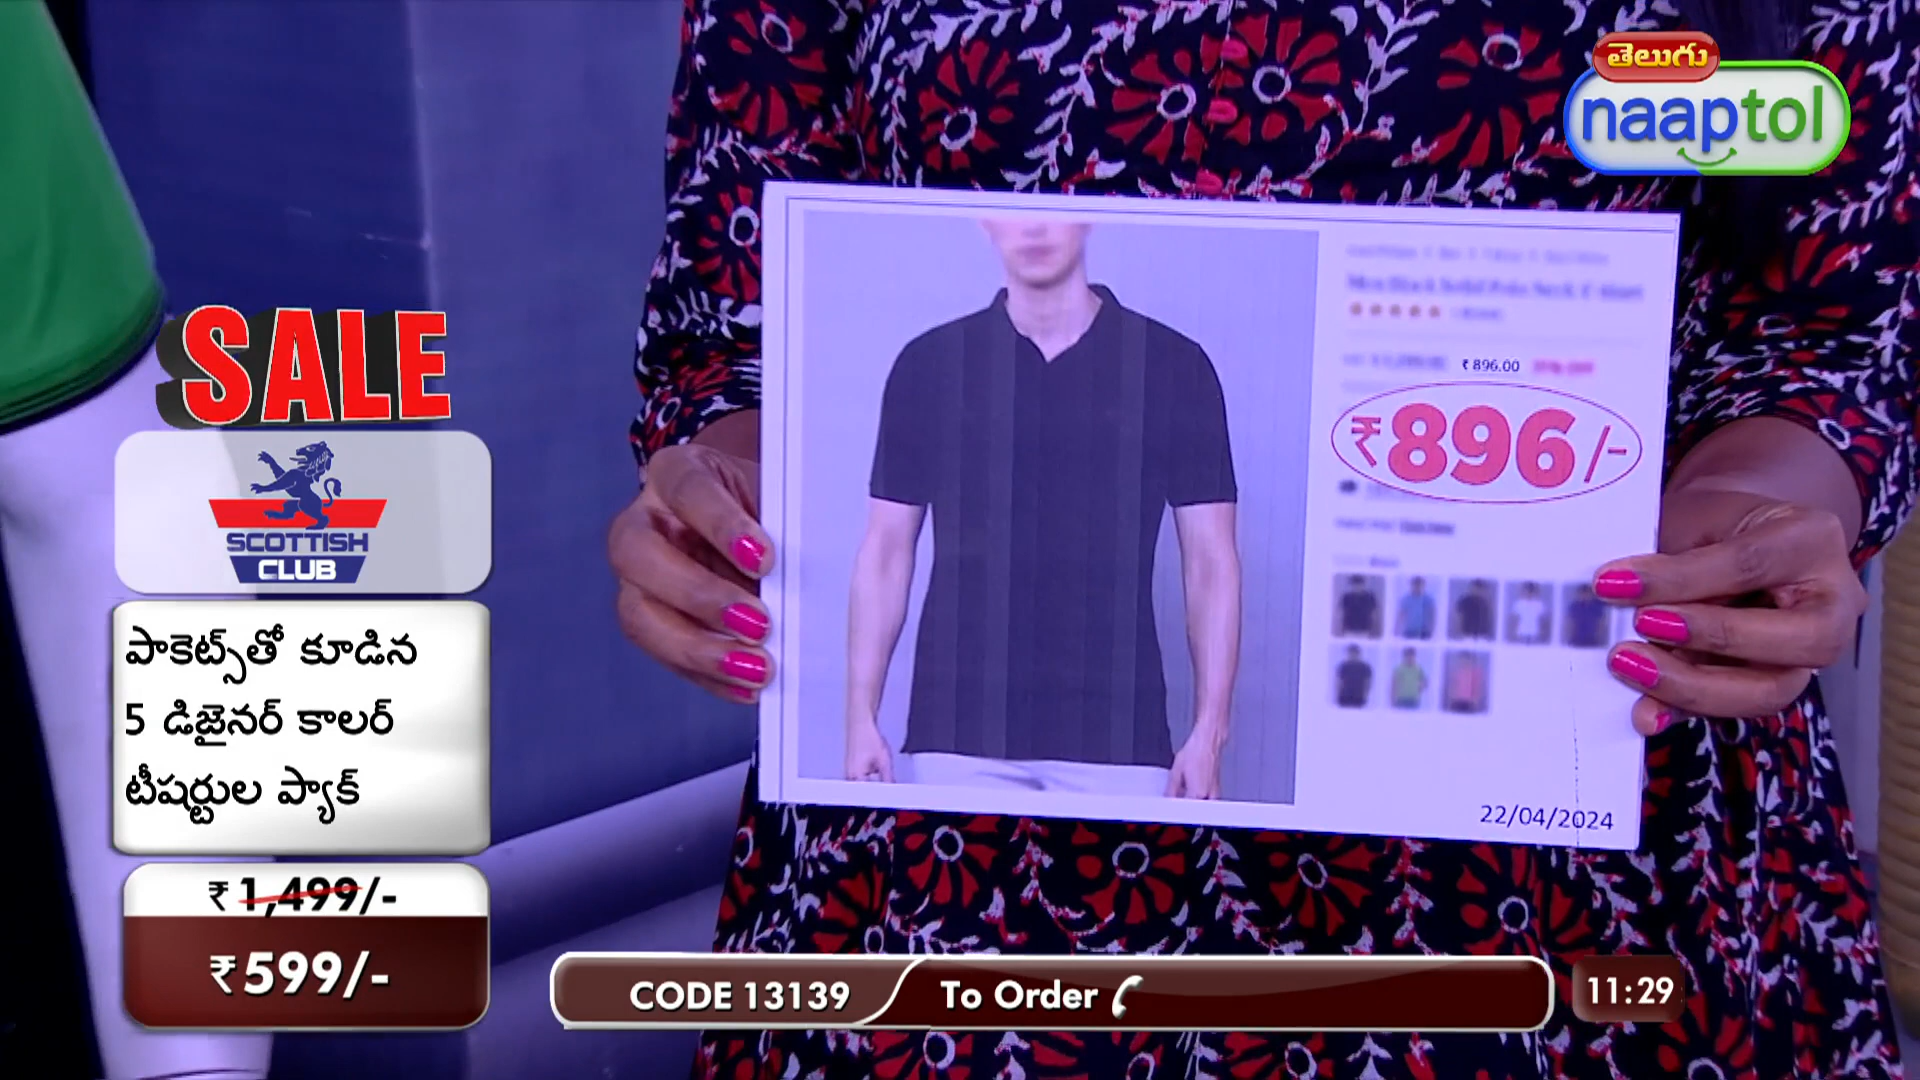 తెలుగు
naaptol
SALE
SCOTTISH
CLUB
పాకెట్స్‌తో కూడిన
5 డిజైనర్ కాలర్
టీషర్టుల ప్యాక్
₹ 1,499/-
₹599/-
₹ 896.00
₹896/-
22/04/2024
CODE 13139
To Order
11:29